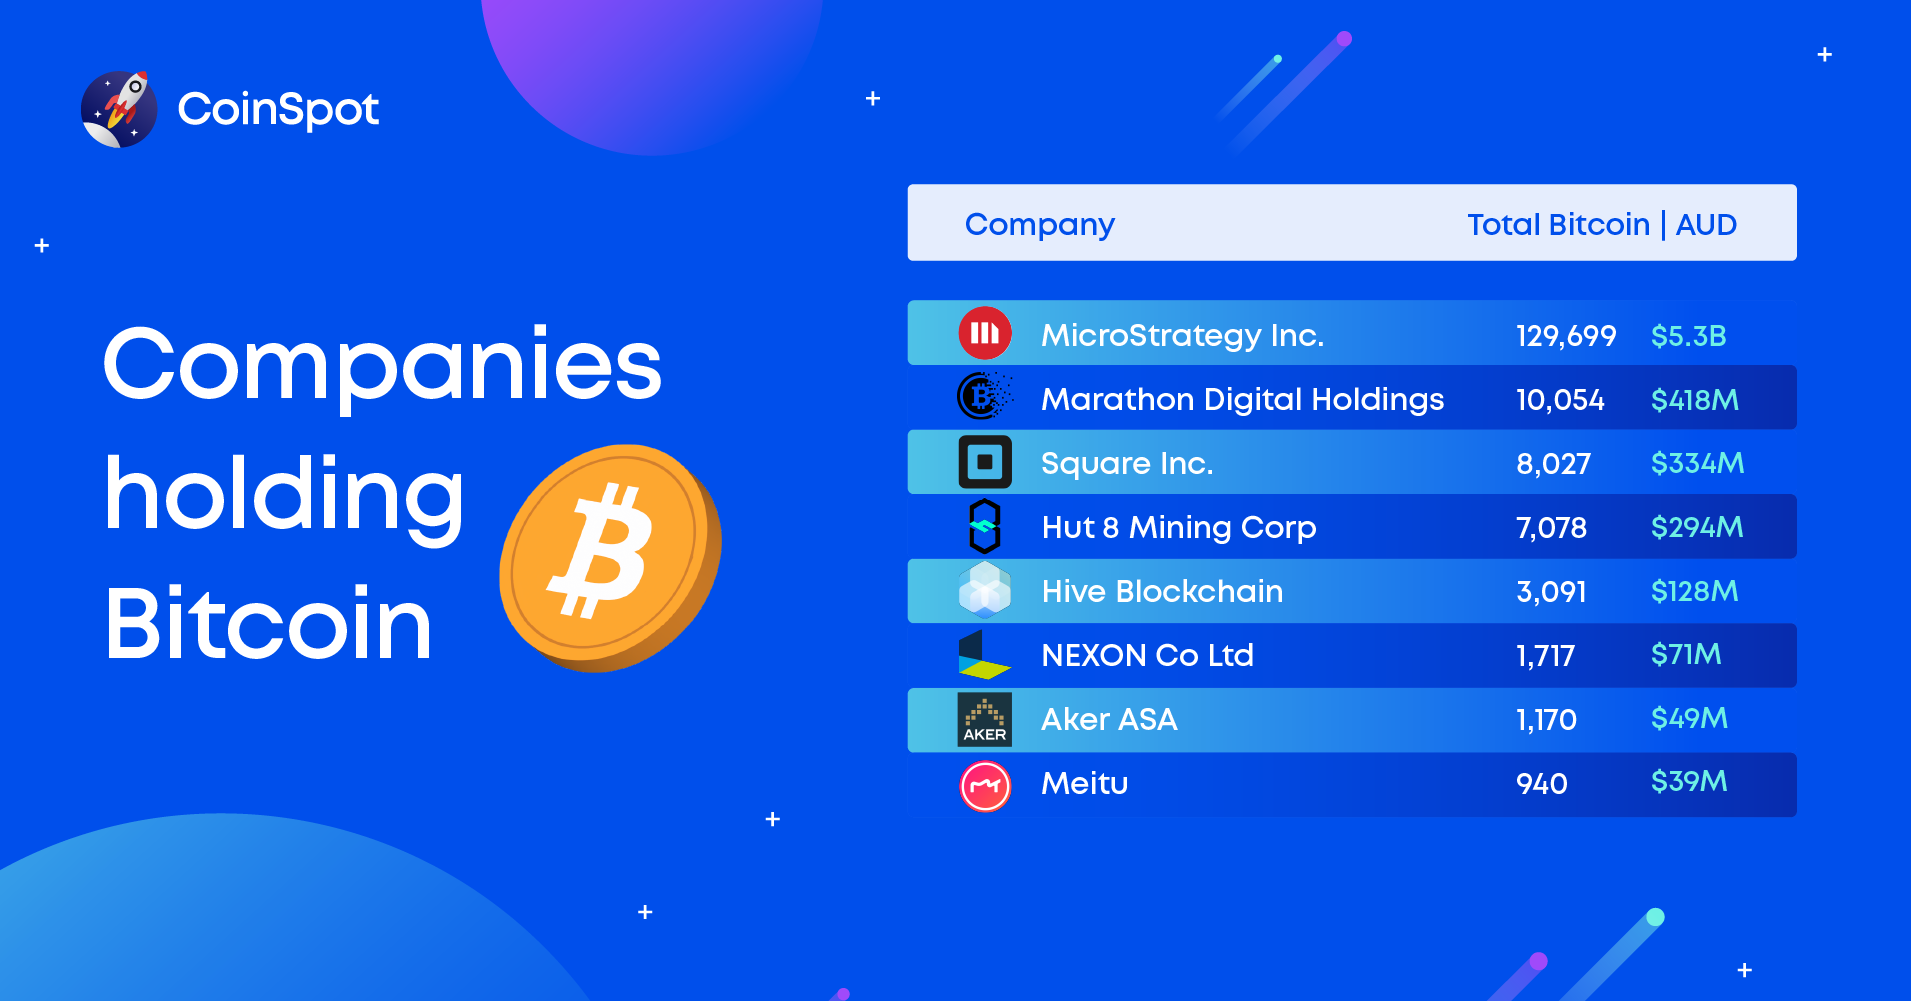 CoinSpot
Companies
holding
Bitcoin
Company Total Bitcoin | AUD
MicroStrategy Inc. 129,699 $5.3B
Marathon Digital Holdings 10,054 $418M
Square Inc. 8,027 $334M
Hut 8 Mining Corp 7,078 $294M
Hive Blockchain 3,091 $128M
NEXON Co Ltd 1,717 $71M
AKER Aker ASA 1,170 $49M
Meitu 940 $39M